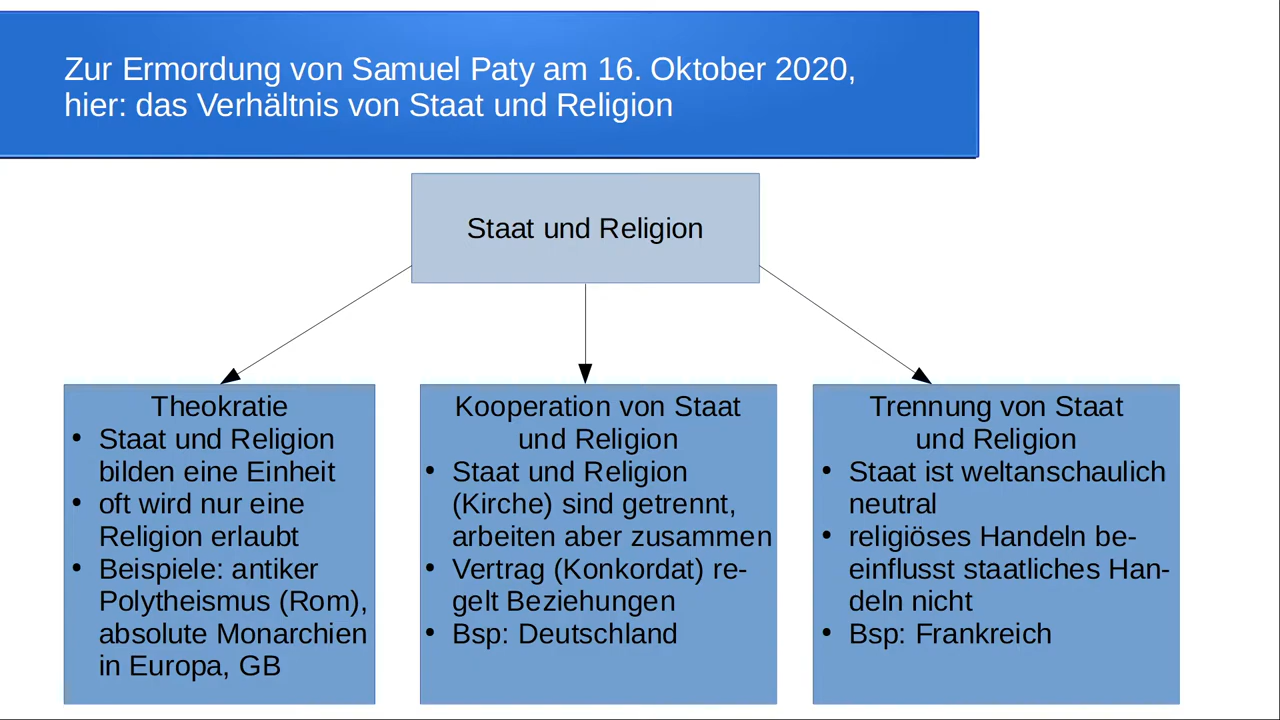 Zur Ermordung von Samuel Paty am 16. Oktober 2020,
hier: das Verhältnis von Staat und Religion
Staat und Religion
Theokratie
• Staat und Religion
bilden eine Einheit
• oft wird nur eine
Religion erlaubt
• Beispiele: antiker
Polytheismus (Rom),
absolute Monarchien
in Europa, GB
Kooperation von Staat
und Religion
• Staat und Religion
(Kirche) sind getrennt,
arbeiten aber zusammen
• Vertrag (Konkordat) re-
gelt Beziehungen
• Bsp: Deutschland
Trennung von Staat
und Religion
• Staat ist weltanschaulich
neutral
• religiöses Handeln be-
einflusst staatliches Han-
deln nicht
• Bsp: Frankreich